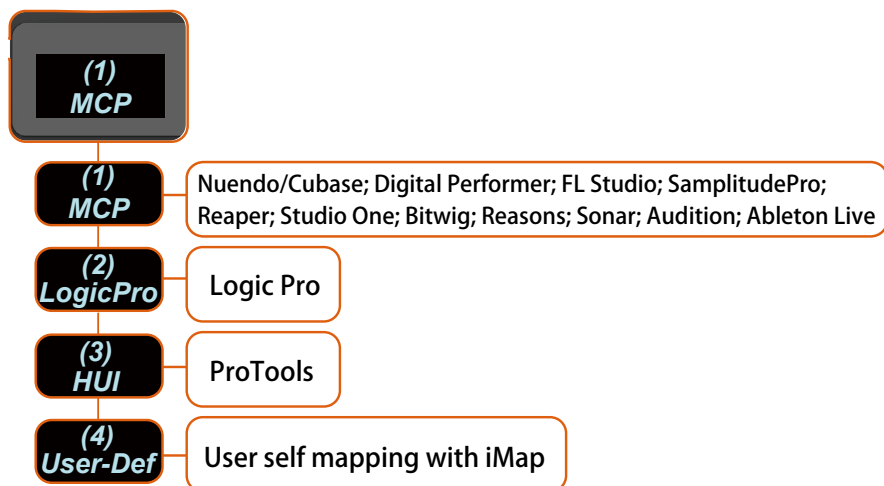 (1)
MCP
(1)
MCP
Nuendo/Cubase; Digital Performer; FL Studio; SamplitudePro;
Reaper; Studio One; Bitwig; Reasons; Sonar; Audition; Ableton Live
(2)
LogicPro
Logic Pro
(3)
HUI
ProTools
(4)
User-Def
User self mapping with iMap